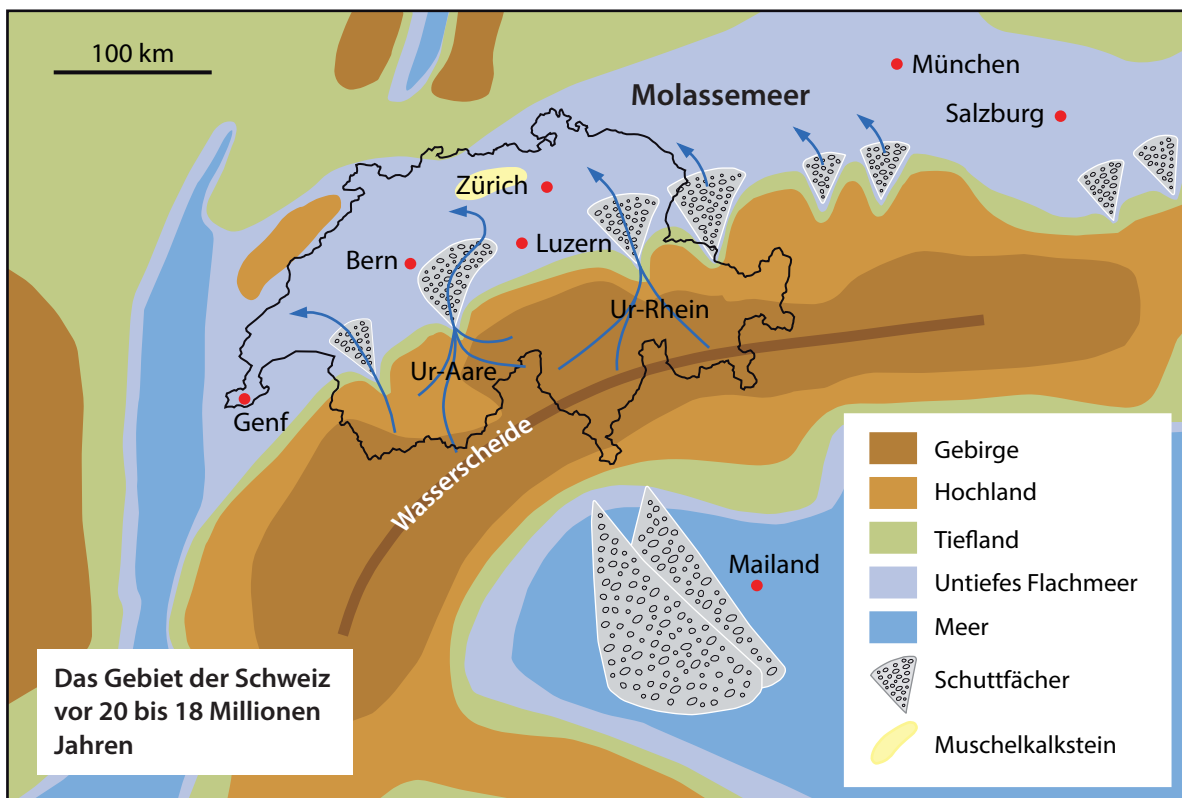 100 km
München
Molassemeer
Salzburg
Zürich
Luzern
Bern
Ur-Rhein
Ur-Aare
Genf
Wasserscheide
Mailand
Gebirge
Hochland
Tiefland
Untiefes Flachmeer
Meer
Schuttfächer
Muschelkalkstein
Das Gebiet der Schweiz
vor 20 bis 18 Millionen
Jahren